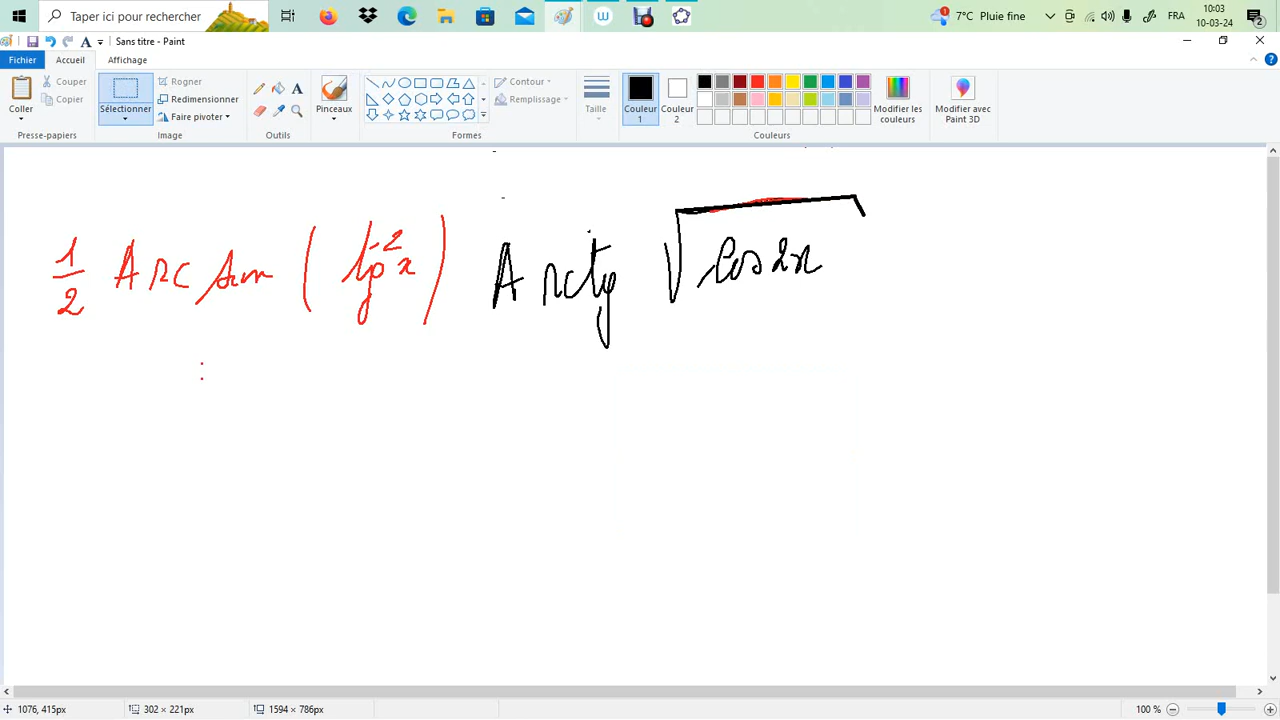 Taper ici pour rechercher 7°C Pluie fine FRA 10:03 10-03-24 2
Sans titre - Paint
Fichier Accueil Affichage
Coller Couper Copier Sélectionner Rogner Redimensionner Faire pivoter A Pinceaux Contour Remplissage Taille Couleur 1 Couleur 2 Modifier les couleurs Modifier avec Paint 3D
Presse-papiers Image Outils Formes Couleurs
1/2 Arc sin (tg² x) Arctg √cos 2x
:
1076, 415px 302 × 221px 1594 × 786px 100 %